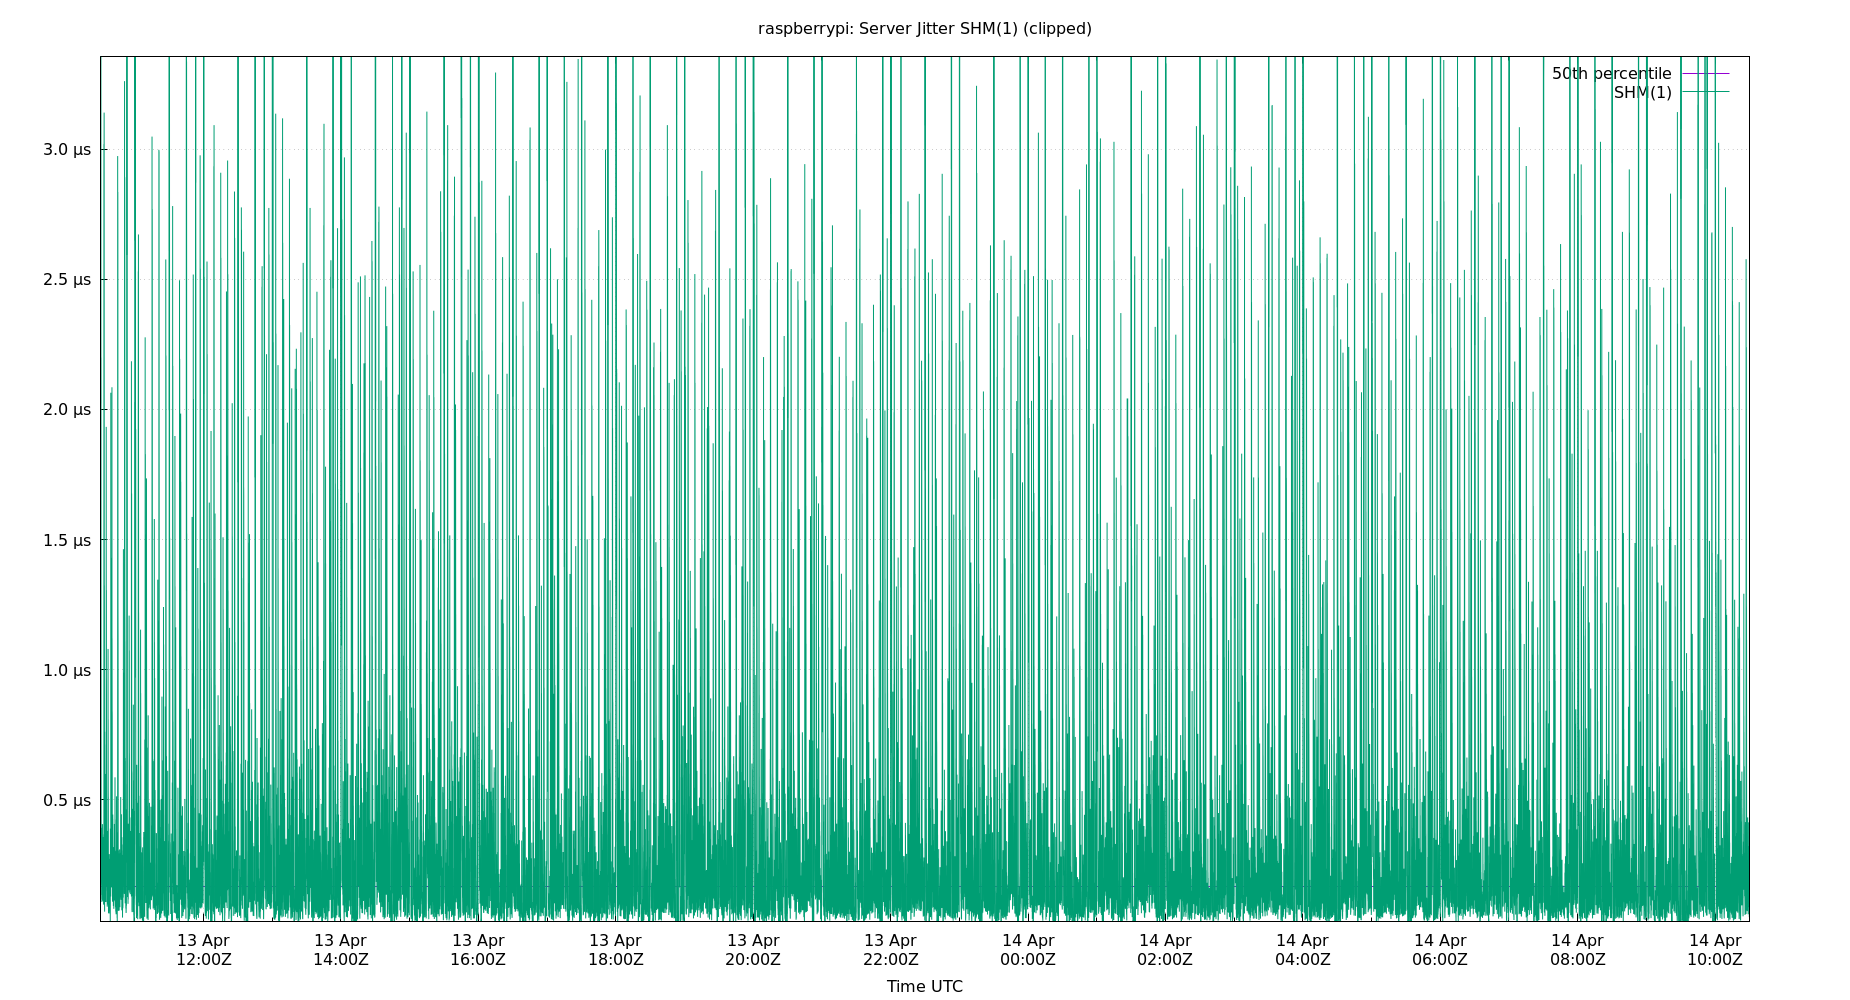 raspberrypi: Server Jitter SHM(1) (clipped)
50th percentile
SHM(1)
3.0 µs
2.5 µs
2.0 µs
1.5 µs
1.0 µs
0.5 µs
13 Apr 13 Apr 13 Apr 13 Apr 13 Apr 13 Apr 14 Apr 14 Apr 14 Apr 14 Apr 14 Apr 14 Apr
12:00Z 14:00Z 16:00Z 18:00Z 20:00Z 22:00Z 00:00Z 02:00Z 04:00Z 06:00Z 08:00Z 10:00Z
Time UTC